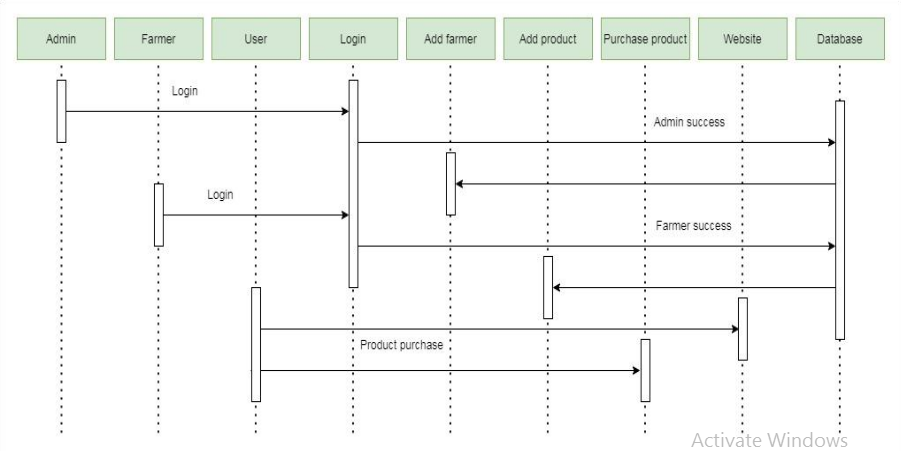 Admin
Farmer
User
Login
Add farmer
Add product
Purchase product
Website
Database
Login
Admin success
Login
Farmer success
Product purchase
Activate Windows